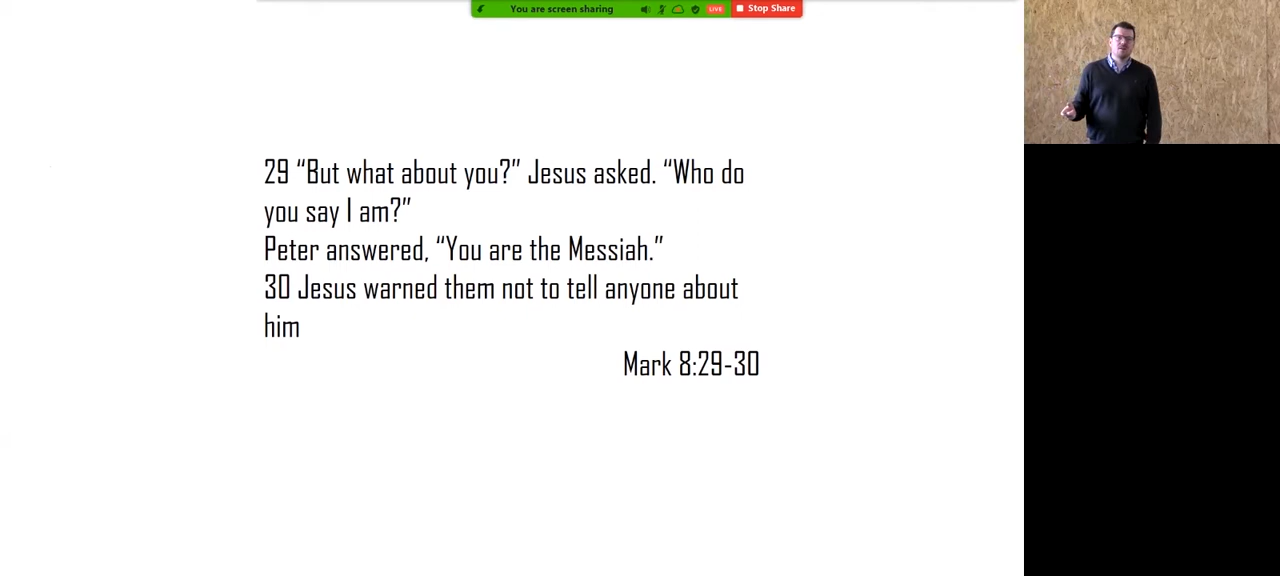 You are screen sharing LIVE Stop Share
29 “But what about you?” Jesus asked. “Who do
you say I am?”
Peter answered, “You are the Messiah.”
30 Jesus warned them not to tell anyone about
him
Mark 8:29-30